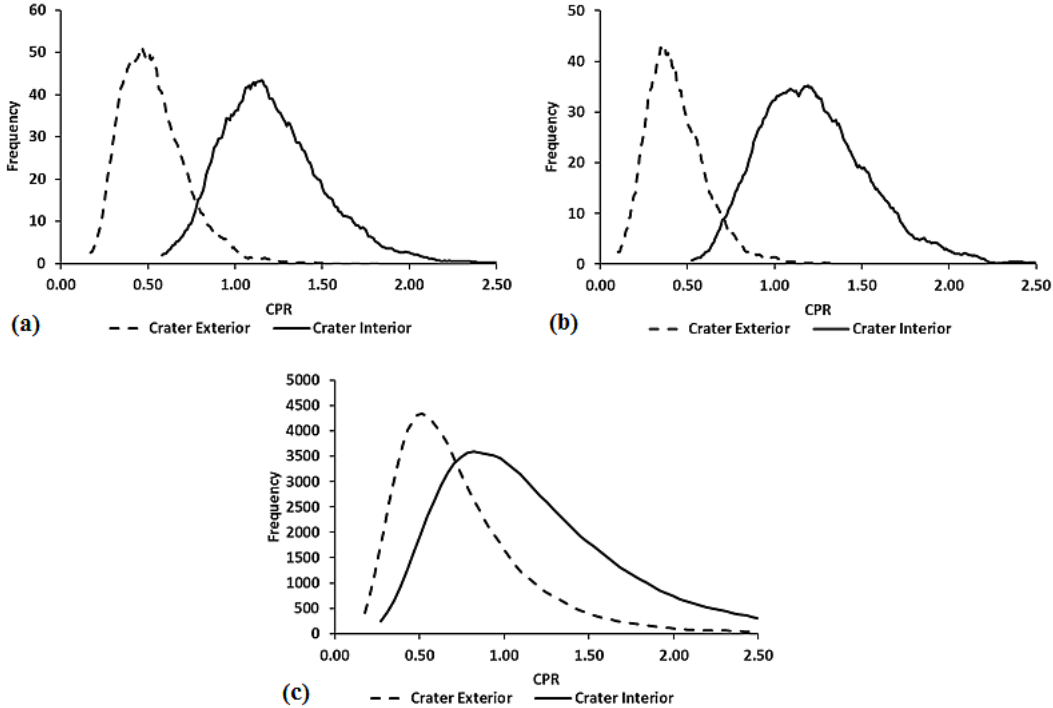 60
50
40
30
20
10
0
Frequency
0.00 0.50 1.00 1.50 2.00 2.50
CPR
(a)
Crater Exterior Crater Interior
50
40
30
20
10
0
Frequency
0.00 0.50 1.00 1.50 2.00 2.50
CPR
(b)
Crater Exterior Crater Interior
5000
4500
4000
3500
3000
2500
2000
1500
1000
500
0
Frequency
0.00 0.50 1.00 1.50 2.00 2.50
CPR
(c)
Crater Exterior Crater Interior